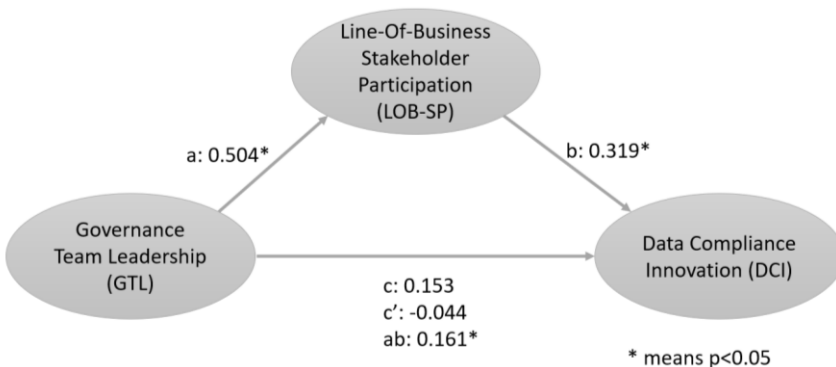 Line-Of-Business
Stakeholder
Participation
(LOB-SP)
a: 0.504*
b: 0.319*
Governance
Team Leadership
(GTL)
Data Compliance
Innovation (DCI)
c: 0.153
c’: -0.044
ab: 0.161*
* means p<0.05